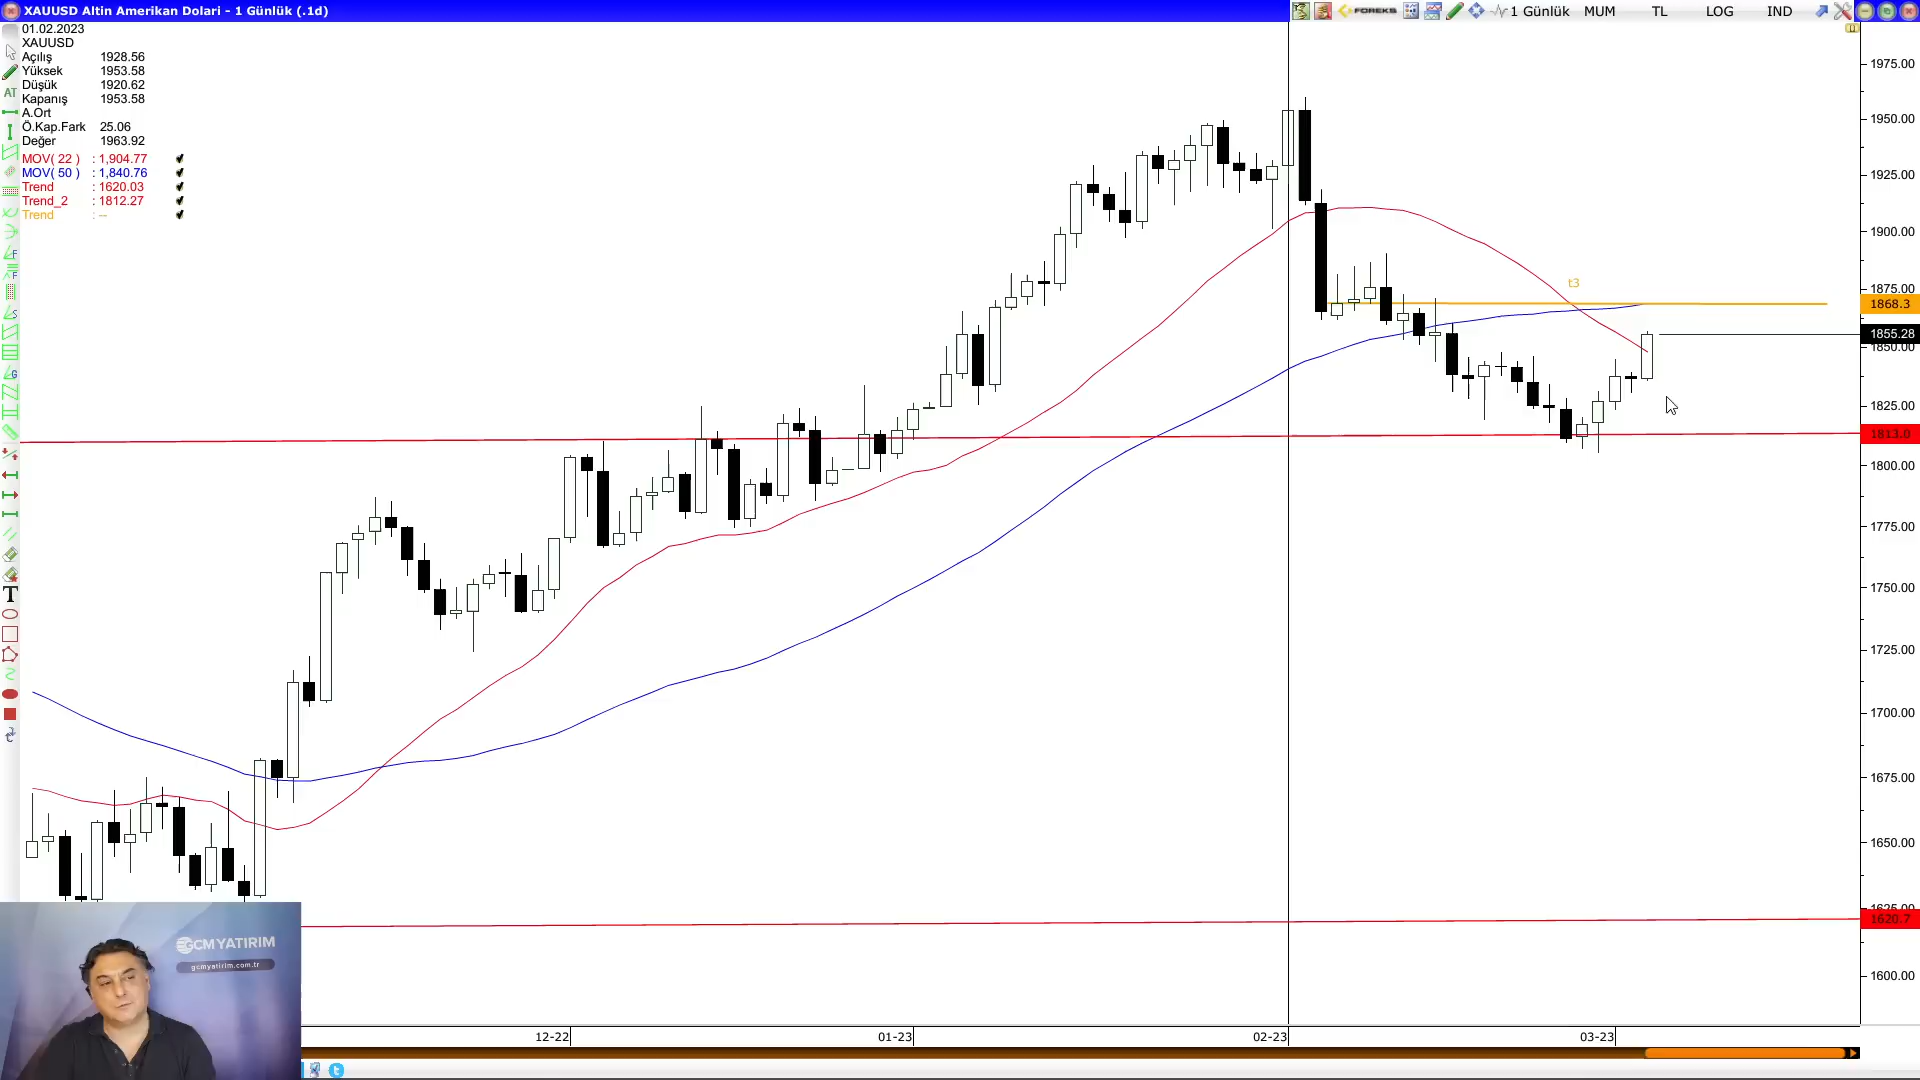 XAUUSD Altin Amerikan Dolari - 1 Günlük (.1d)
FOREKS 1 Günlük MUM TL LOG IND
01.02.2023
XAUUSD
Açılış 1928.56
Yüksek 1953.58
Düşük 1920.62
Kapanış 1953.58
A.Ort
Ö.Kap.Fark 25.06
Değer 1963.92
MOV( 22 ) : 1,904.77
MOV( 50 ) : 1,840.76
Trend : 1620.03
Trend_2 : 1812.27
Trend : --
AT
F
F
S
G
T
t3
1975.00
1950.00
1925.00
1900.00
1875.00
1868.3
1855.28
1850.00
1825.00
1813.0
1800.00
1775.00
1750.00
1725.00
1700.00
1675.00
1650.00
1625.00
1620.7
1600.00
GCM YATIRIM
gcmyatirim.com.tr
12-22 01-23 02-23 03-23